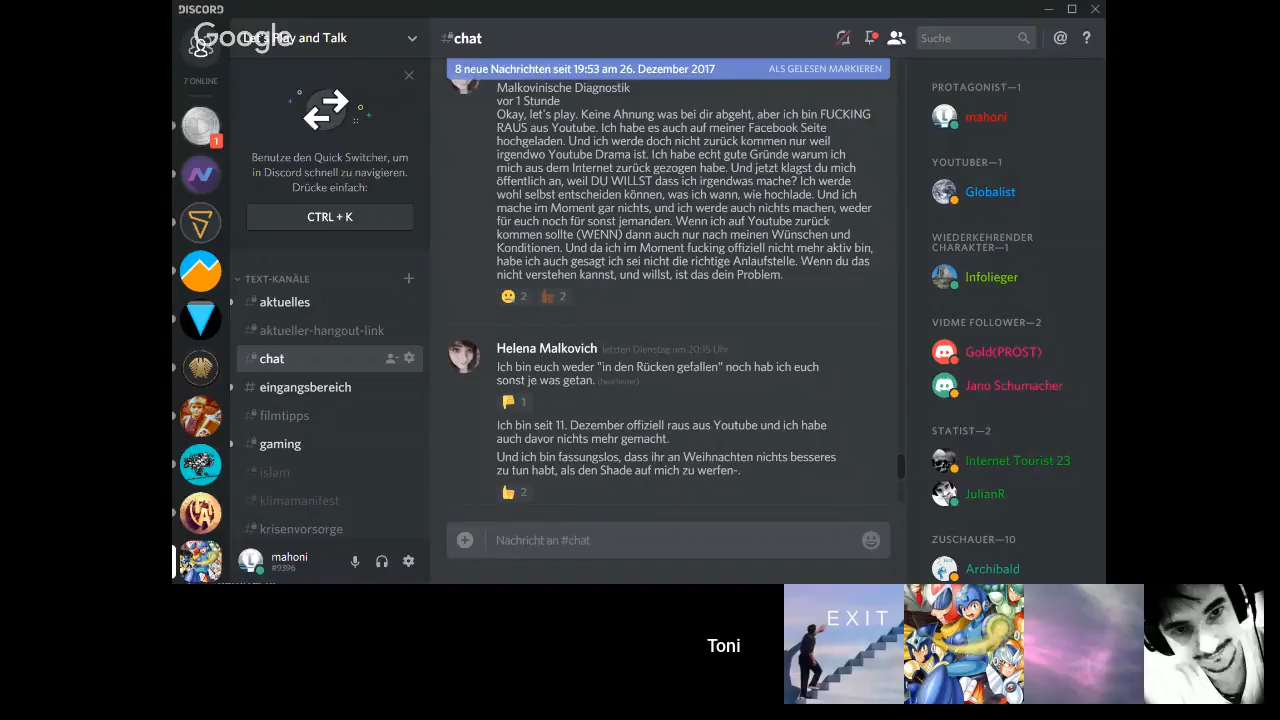 DISCORD
Google
Let's Play and Talk
#chat
Suche
@
?
7 ONLINE
1
Benutze den Quick Switcher, um
in Discord schnell zu navigieren.
Drücke einfach:
CTRL + K
TEXT-KANÄLE
aktuelles
aktueller-hangout-link
chat
eingangsbereich
filmtipps
gaming
islam
klimamanifest
krisenvorsorge
mahoni
#9396
8 neue Nachrichten seit 19:53 am 26. Dezember 2017
ALS GELESEN MARKIEREN
Malkovinische Diagnostik
vor 1 Stunde
Okay, let's play. Keine Ahnung was bei dir abgeht, aber ich bin FUCKING
RAUS aus Youtube. Ich habe es auch auf meiner Facebook Seite
hochgeladen. Und ich werde doch nicht zurück kommen nur weil
irgendwo Youtube Drama ist. Ich habe echt gute Gründe warum ich
mich aus dem Internet zurück gezogen habe. Und jetzt klagst du mich
öffentlich an, weil DU WILLST dass ich irgendwas mache? Ich werde
wohl selbst entscheiden können, was ich wann, wie hochlade. Und ich
mache im Moment gar nichts, und ich werde auch nichts machen, weder
für euch noch für sonst jemanden. Wenn ich auf Youtube zurück
kommen sollte (WENN) dann auch nur nach meinen Wünschen und
Konditionen. Und da ich im Moment fucking offiziell nicht mehr aktiv bin,
habe ich auch gesagt ich sei nicht die richtige Anlaufstelle. Wenn du das
nicht verstehen kannst, und willst, ist das dein Problem.
2 2
Helena Malkovich letzten Dienstag um 20:15 Uhr
Ich bin euch weder "in den Rücken gefallen" noch hab ich euch
sonst je was getan. (bearbeitet)
1
Ich bin seit 11. Dezember offiziell raus aus Youtube und ich habe
auch davor nichts mehr gemacht.
Und ich bin fassungslos, dass ihr an Weihnachten nichts besseres
zu tun habt, als den Shade auf mich zu werfen-.
2
Nachricht an #chat
PROTAGONIST—1
mahoni
YOUTUBER—1
Globalist
WIEDERKEHRENDER
CHARAKTER—1
Infolieger
VIDME FOLLOWER—2
Gold(PROST)
Jano Schumacher
STATIST—2
Internet Tourist 23
JulianR
ZUSCHAUER—10
Archibald
Toni
EXIT